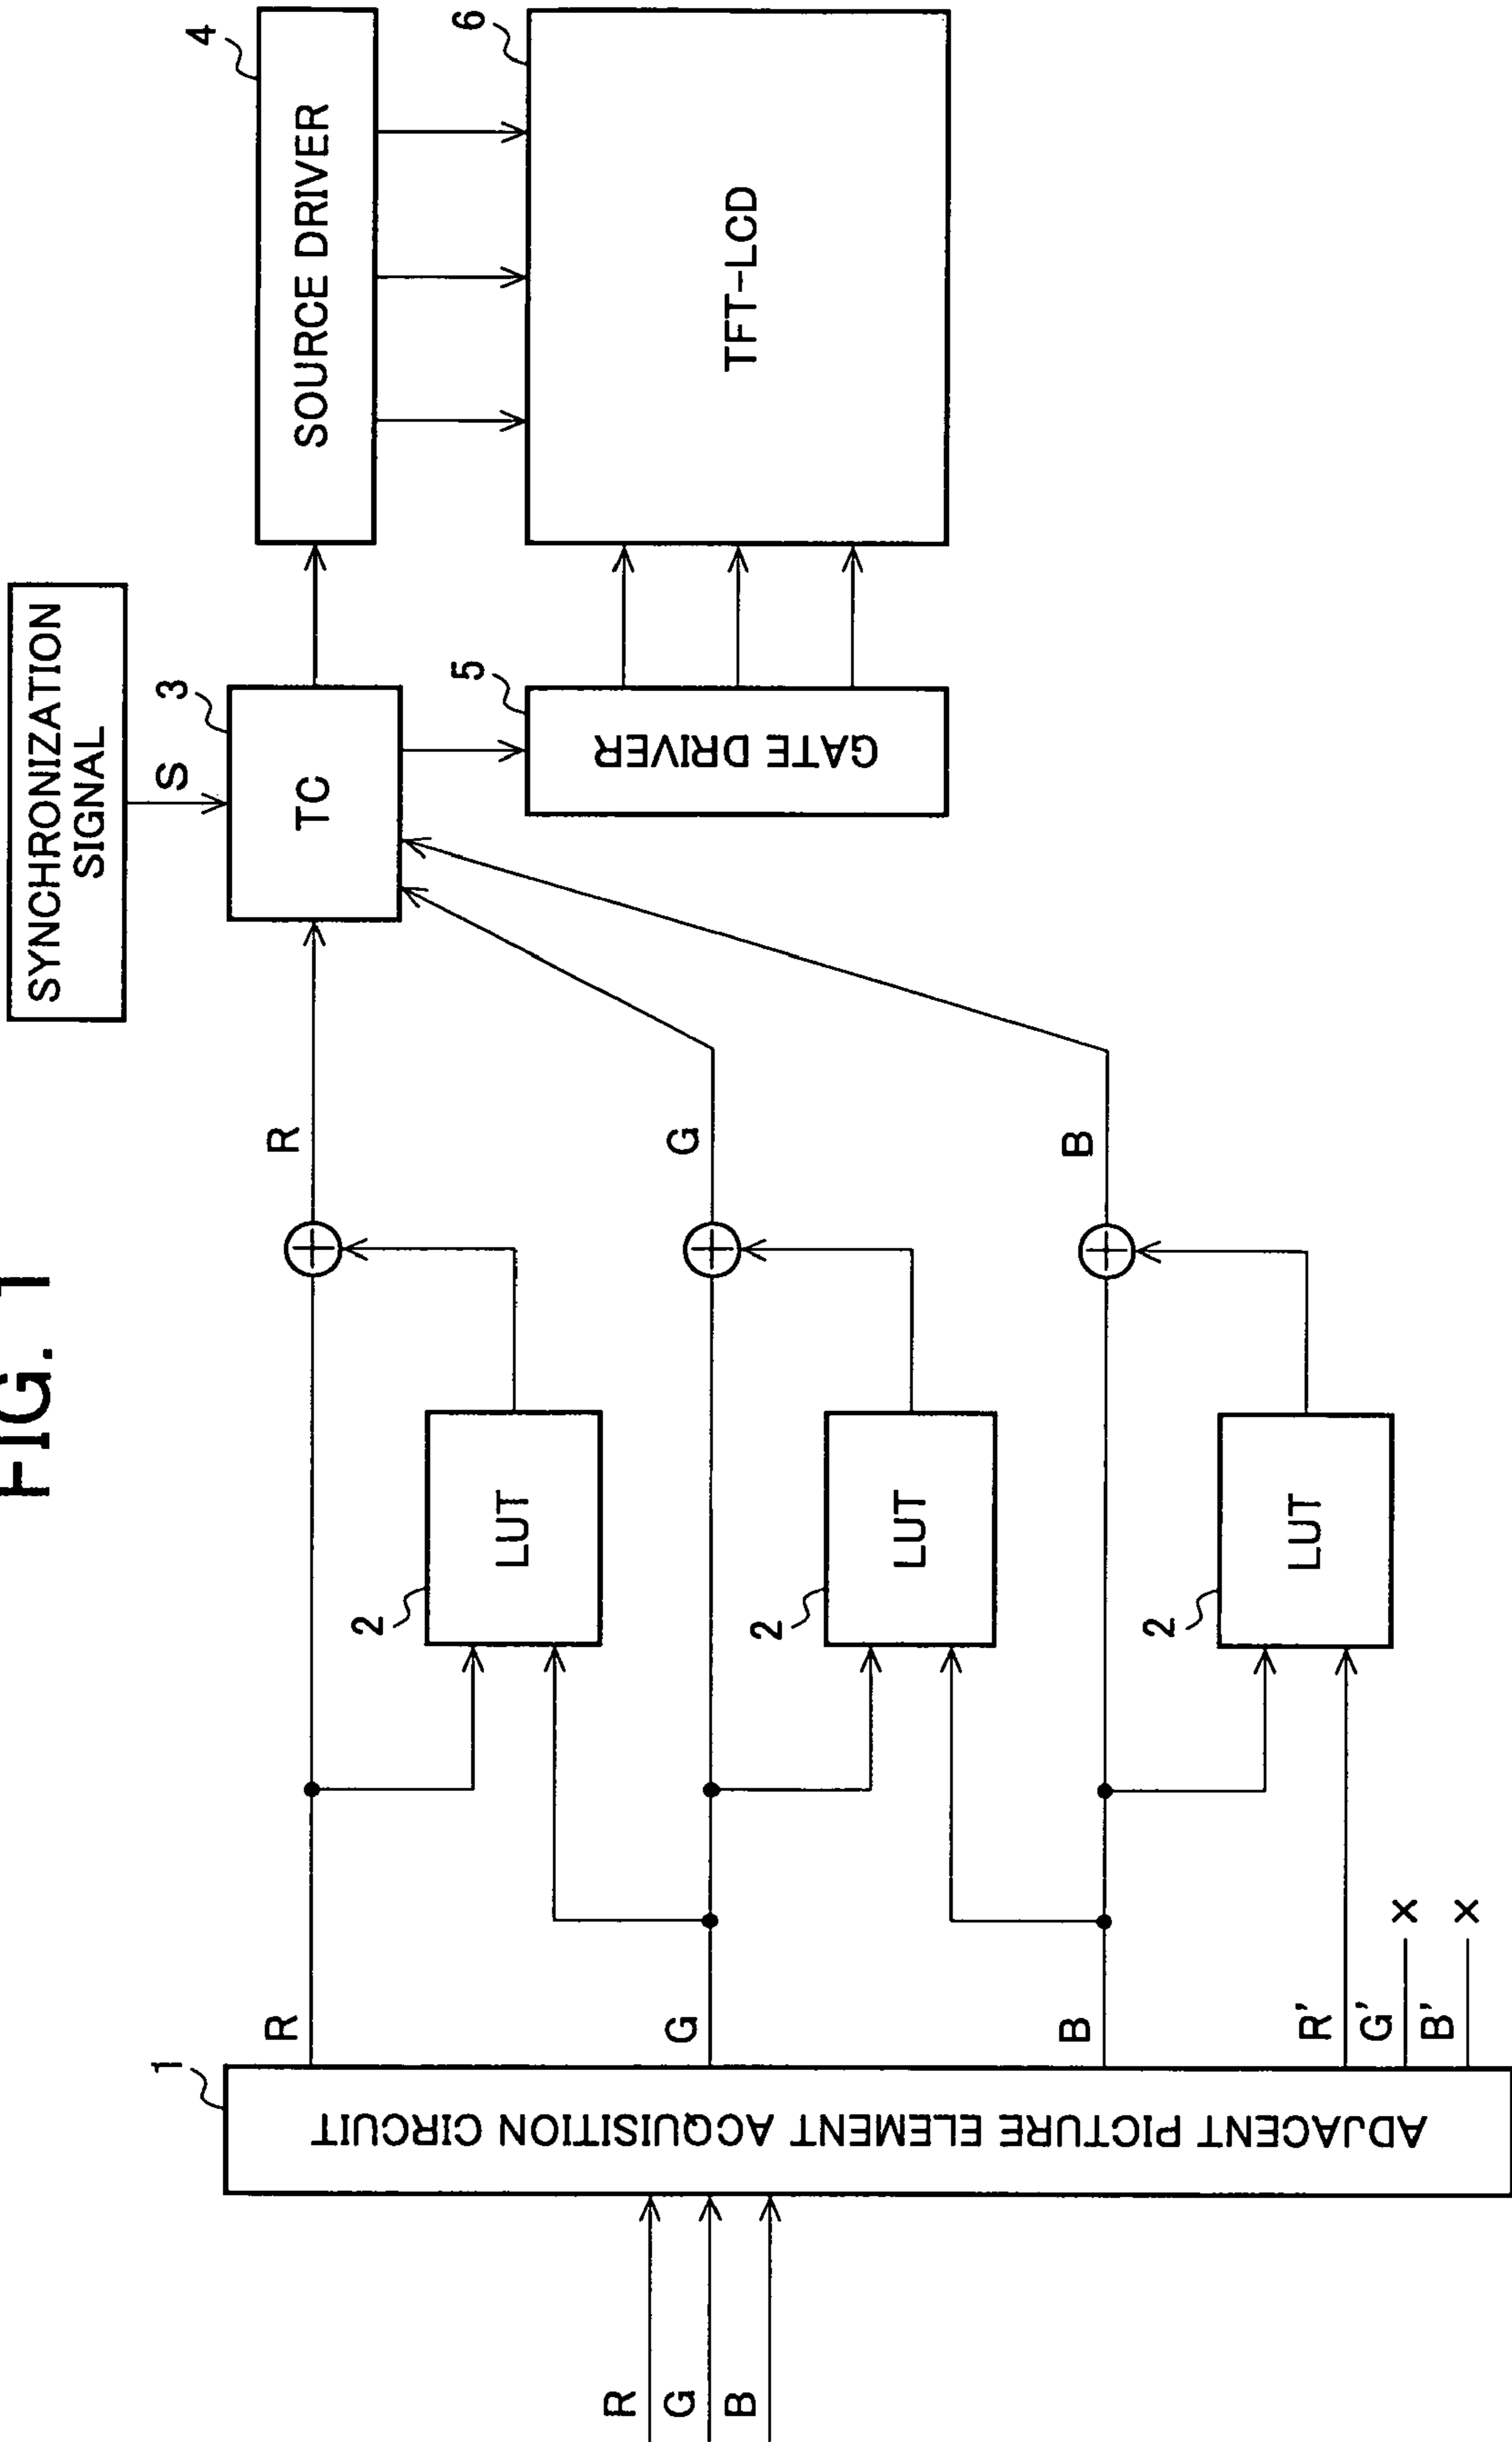 FIG. 1
SYNCHRONIZATION
SIGNAL
S
3
TC
4
SOURCE DRIVER
5
GATE DRIVER
6
TFT-LCD
R
G
B
1
ADJACENT PICTURE ELEMENT ACQUISITION CIRCUIT
R
G
B
R'
G'
B'
X
X
2
LUT
2
LUT
2
LUT
R
G
B